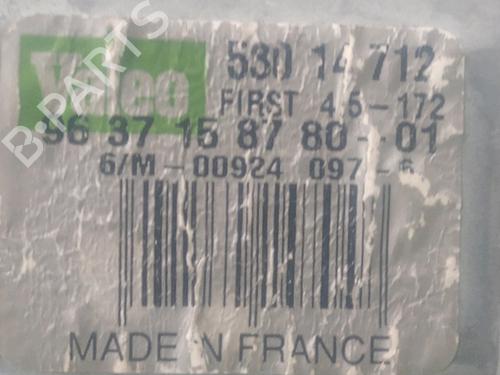 Valeo
530 14 712
FIRST 4,5-172
96 37 15 87 80-01
6/M-00924 097-6
MADE IN FRANCE
B-PARTS